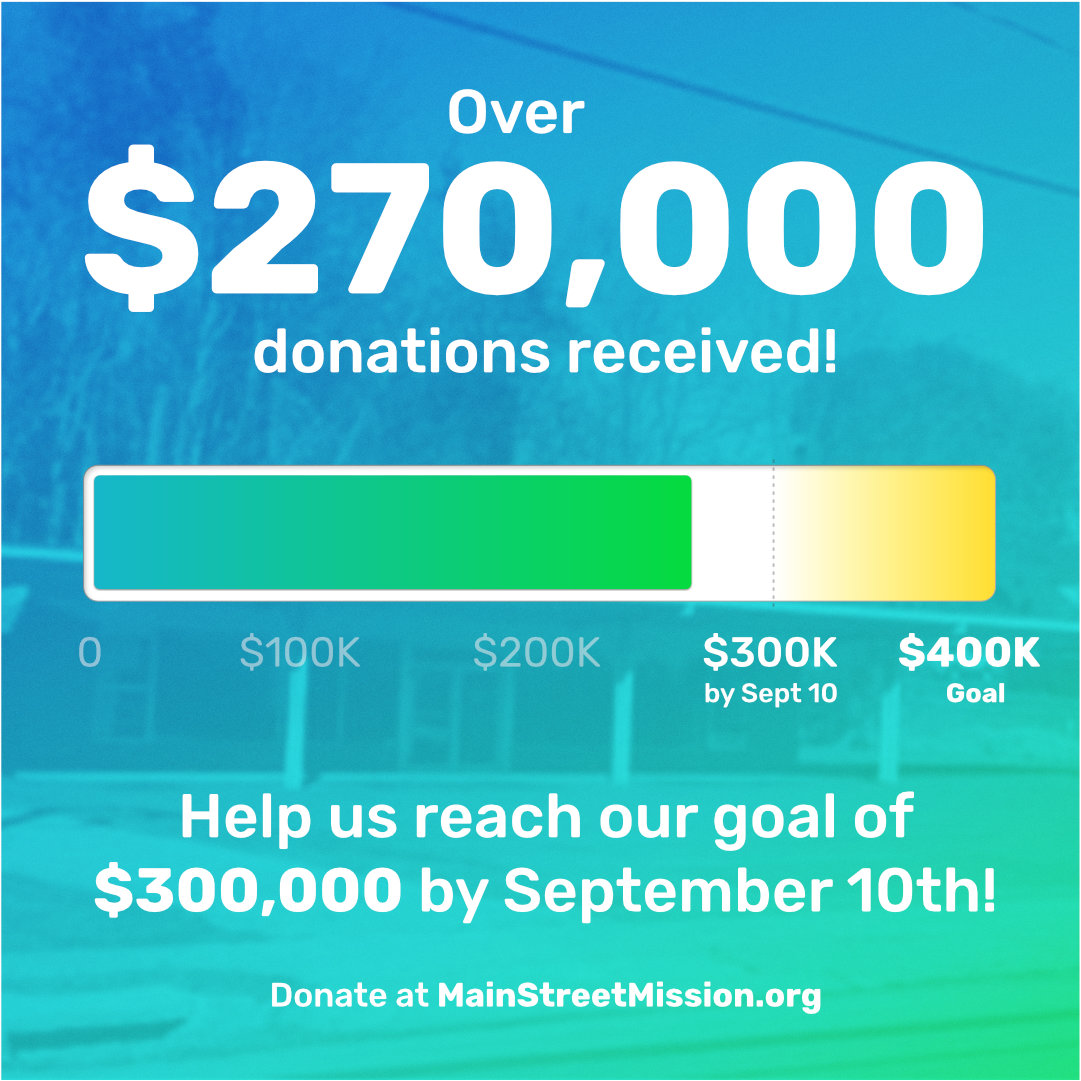 Over
$270,000
donations received!
0 $100K $200K $300K $400K
by Sept 10 Goal
Help us reach our goal of
$300,000 by September 10th!
Donate at MainStreetMission.org